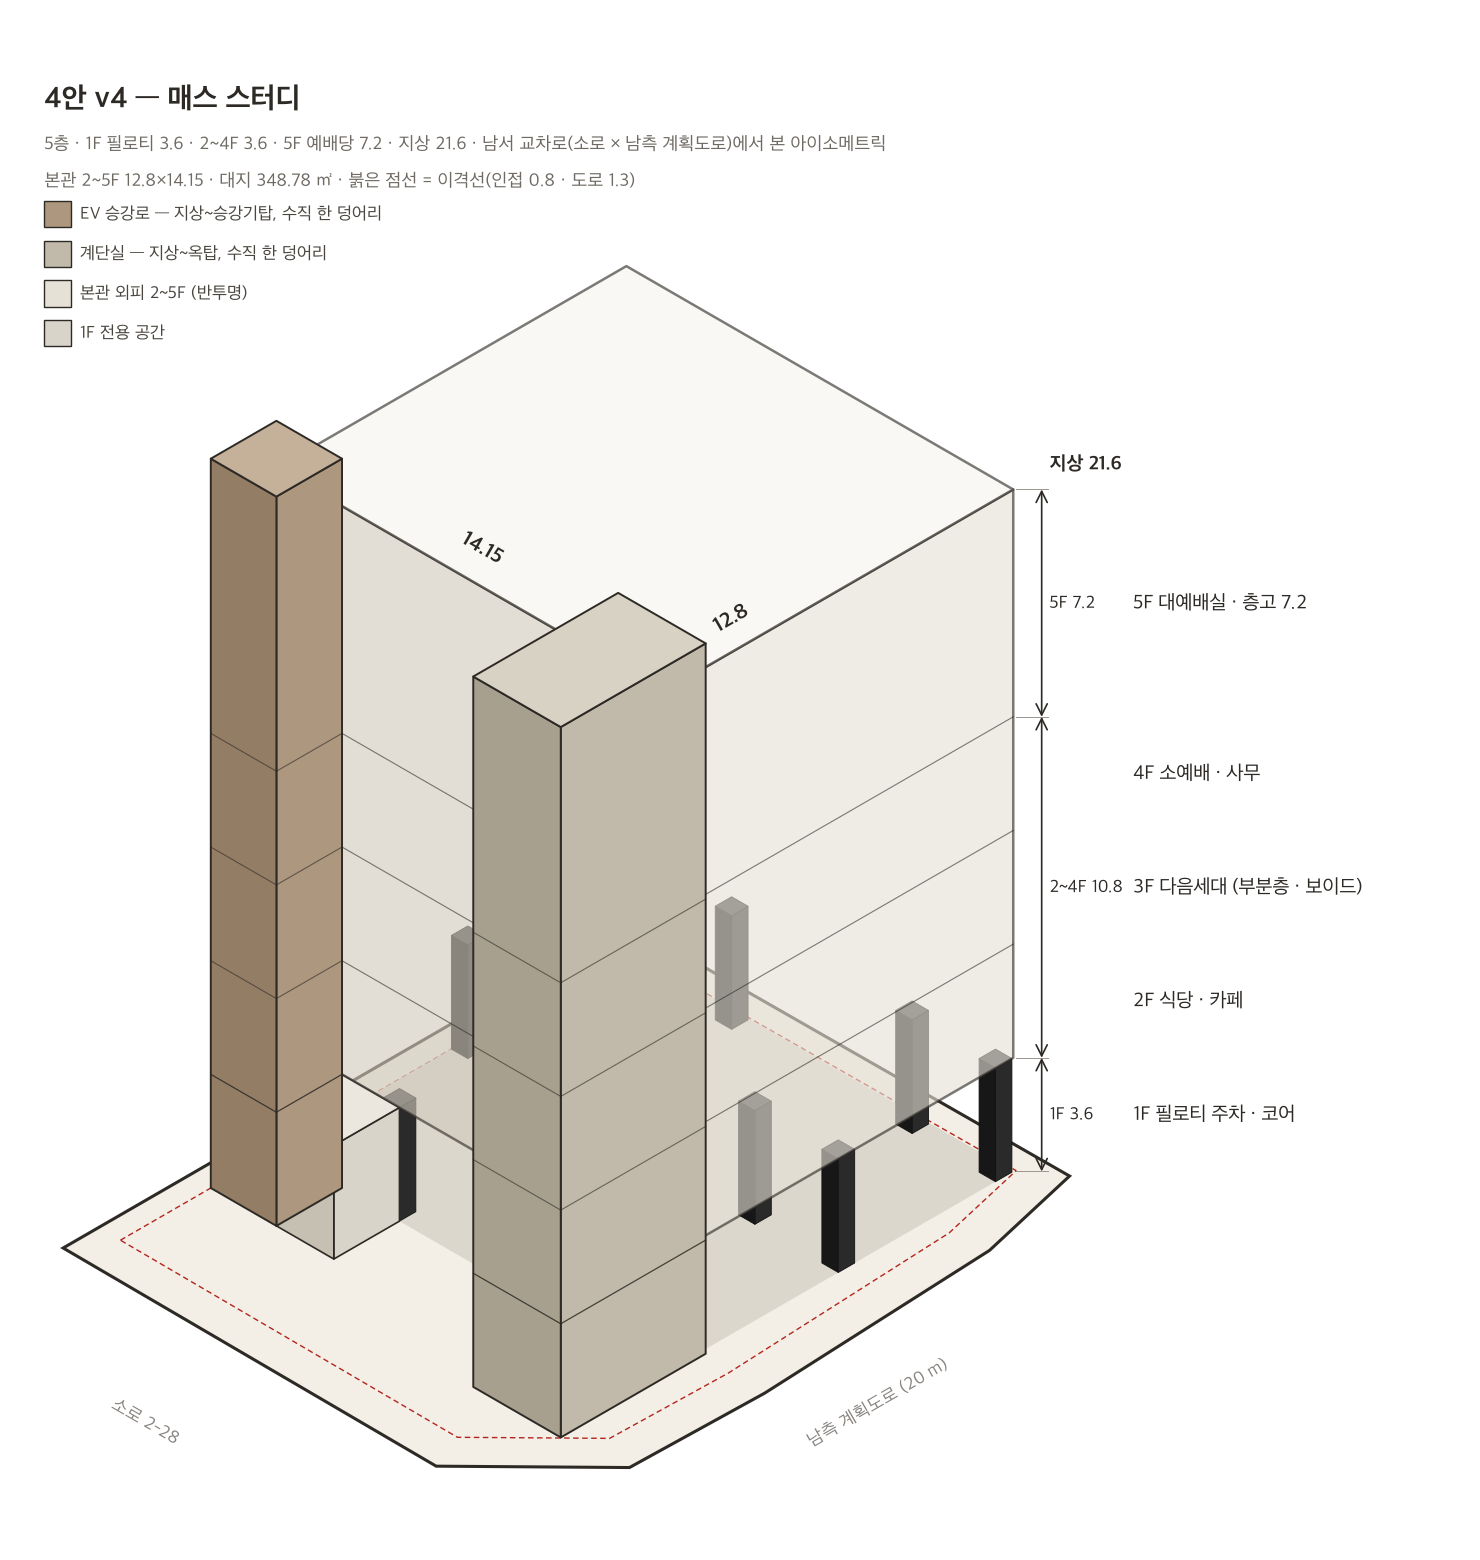 4안 v4 — 매스 스터디
5층 · 1F 필로티 3.6 · 2~4F 3.6 · 5F 예배당 7.2 · 지상 21.6 · 남서 교차로(소로 × 남측 계획도로)에서 본 아이소메트릭
본관 2~5F 12.8×14.15 · 대지 348.78 ㎡ · 붉은 점선 = 이격선(인접 0.8 · 도로 1.3)
EV 승강로 — 지상~승강기탑, 수직 한 덩어리
계단실 — 지상~옥탑, 수직 한 덩어리
본관 외피 2~5F (반투명)
1F 전용 공간
지상 21.6
14.15
12.8
5F 7.2
5F 대예배실 · 층고 7.2
4F 소예배 · 사무
2~4F 10.8
3F 다음세대 (부분층 · 보이드)
2F 식당 · 카페
1F 3.6
1F 필로티 주차 · 코어
소로 2-28
남측 계획도로 (20 m)